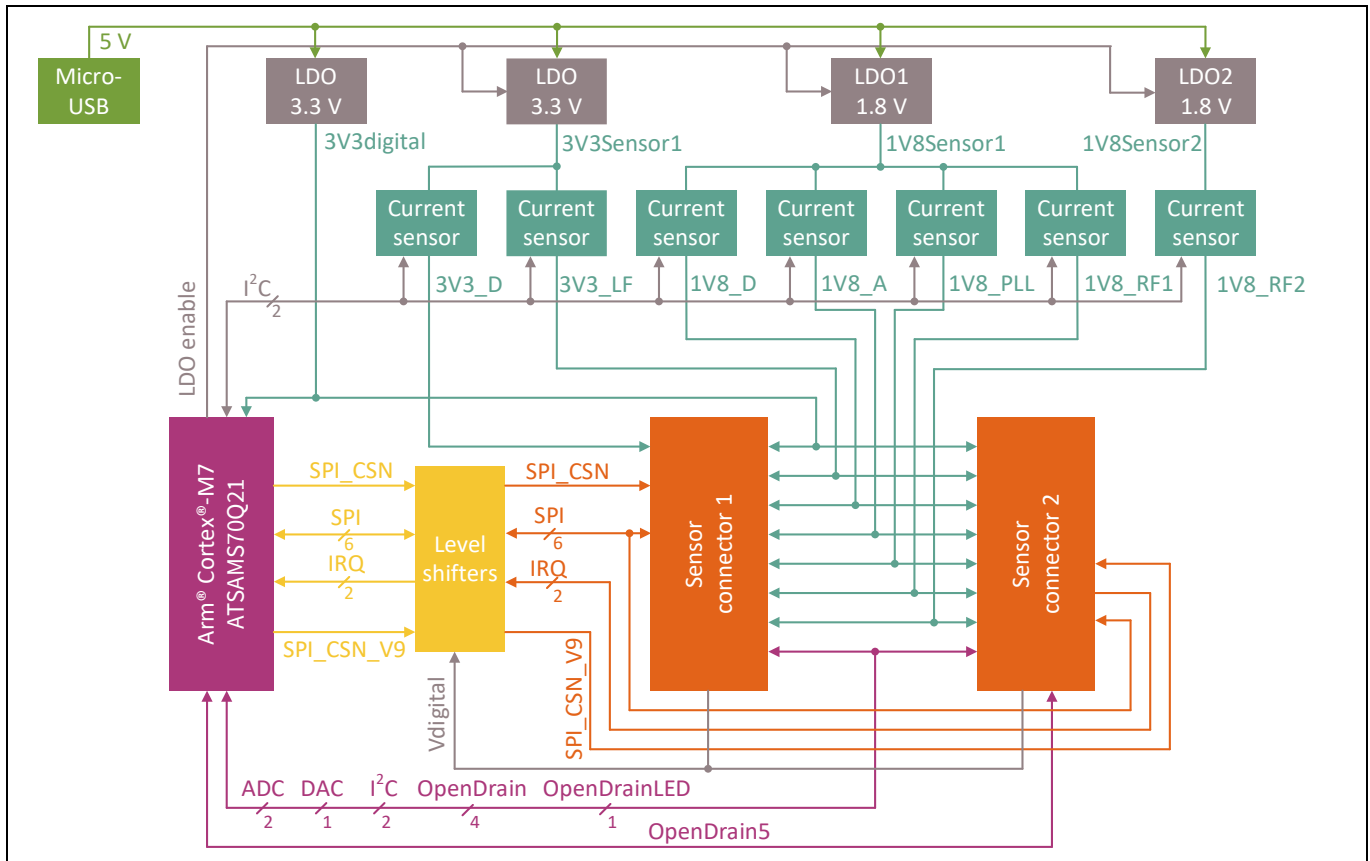 5 V
Micro-
USB
LDO
3.3 V
LDO
3.3 V
LDO1
1.8 V
LDO2
1.8 V
3V3digital
3V3Sensor1
1V8Sensor1
1V8Sensor2
Current
sensor
Current
sensor
Current
sensor
Current
sensor
Current
sensor
Current
sensor
Current
sensor
I²C
2
3V3_D
3V3_LF
1V8_D
1V8_A
1V8_PLL
1V8_RF1
1V8_RF2
LDO enable
Arm® Cortex®-M7
ATSAMS70Q21
SPI_CSN
SPI
6
IRQ
2
SPI_CSN_V9
Level
shifters
SPI_CSN
SPI
6
IRQ
2
SPI_CSN_V9
Sensor
connector 1
Sensor
connector 2
Vdigital
ADC
2
DAC
1
I²C
2
OpenDrain
4
OpenDrainLED
1
OpenDrain5